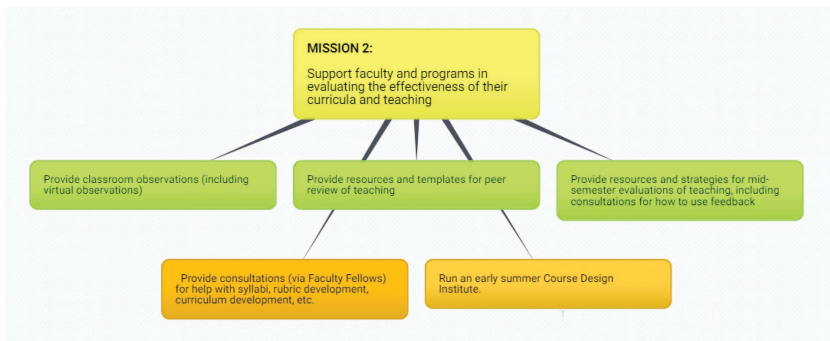 MISSION 2:
Support faculty and programs in
evaluating the effectiveness of their
curricula and teaching
Provide classroom observations (including
virtual observations)
Provide resources and templates for peer
review of teaching
Provide resources and strategies for mid-
semester evaluations of teaching, including
consultations for how to use feedback
Provide consultations (via Faculty Fellows)
for help with syllabi, rubric development,
curriculum development, etc.
Run an early summer Course Design
Institute.